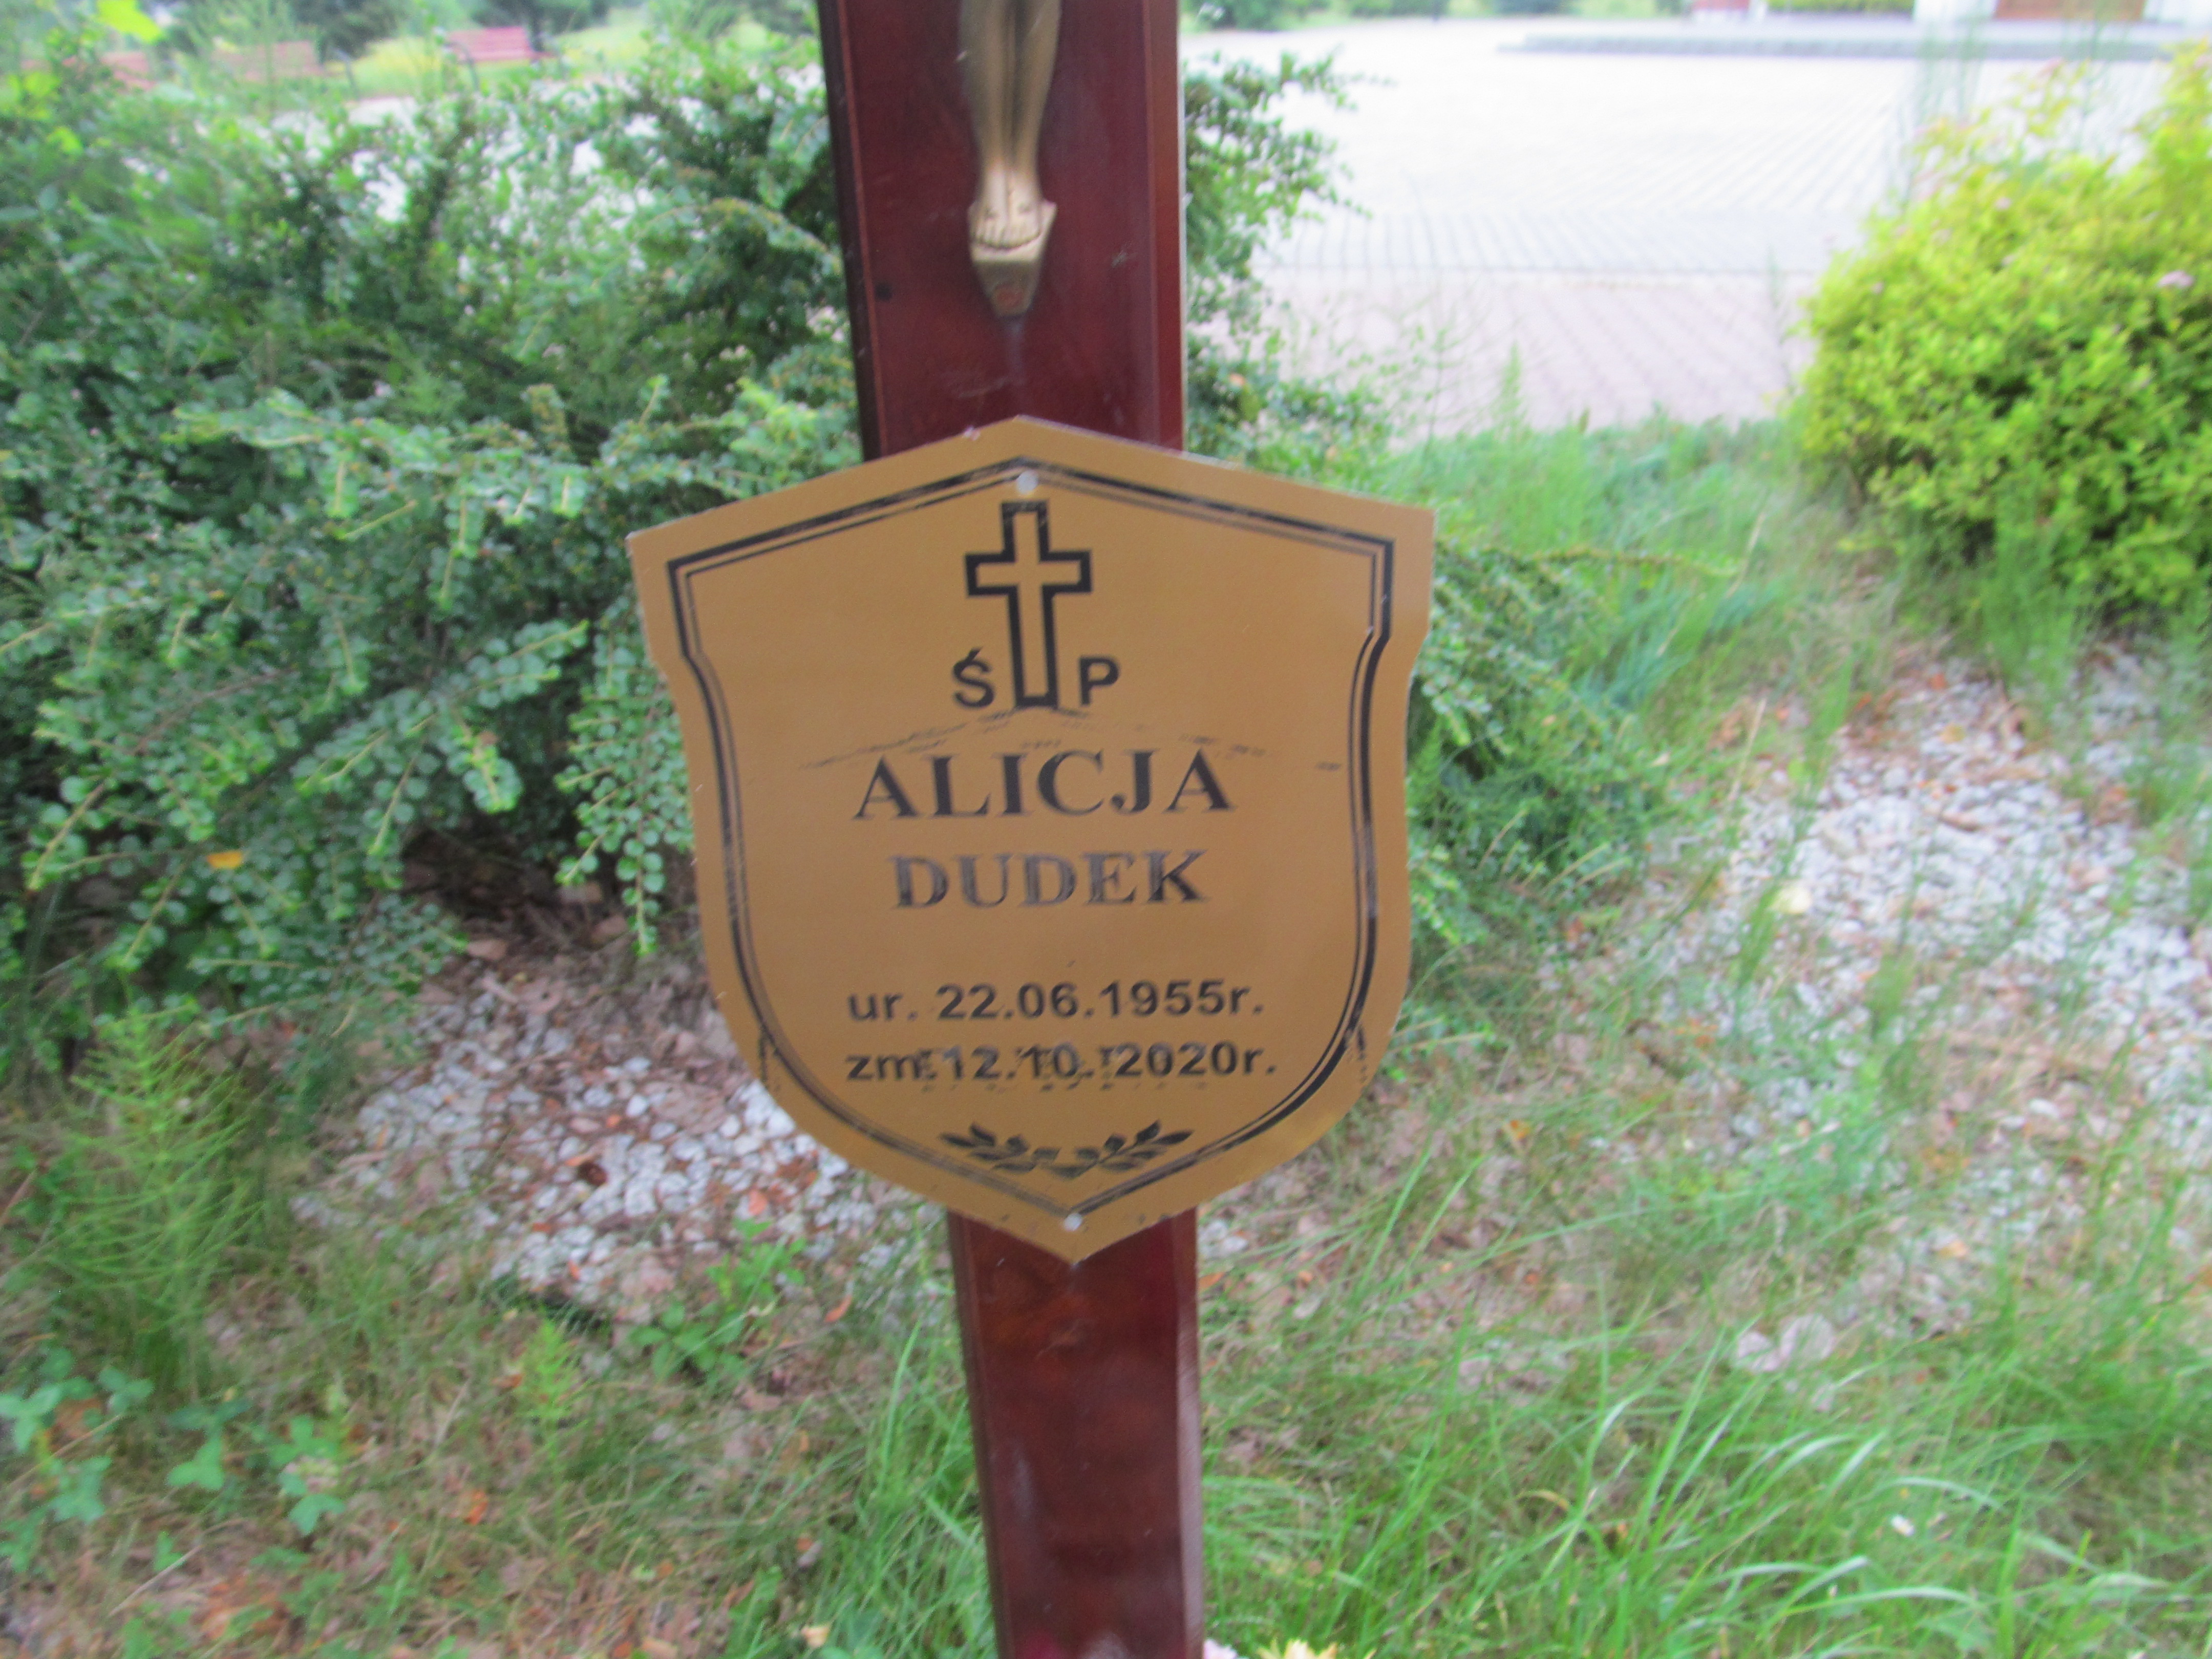 Ś P
ALICJA
DUDEK
ur. 22.06.1955r.
zm.12.10.2020r.